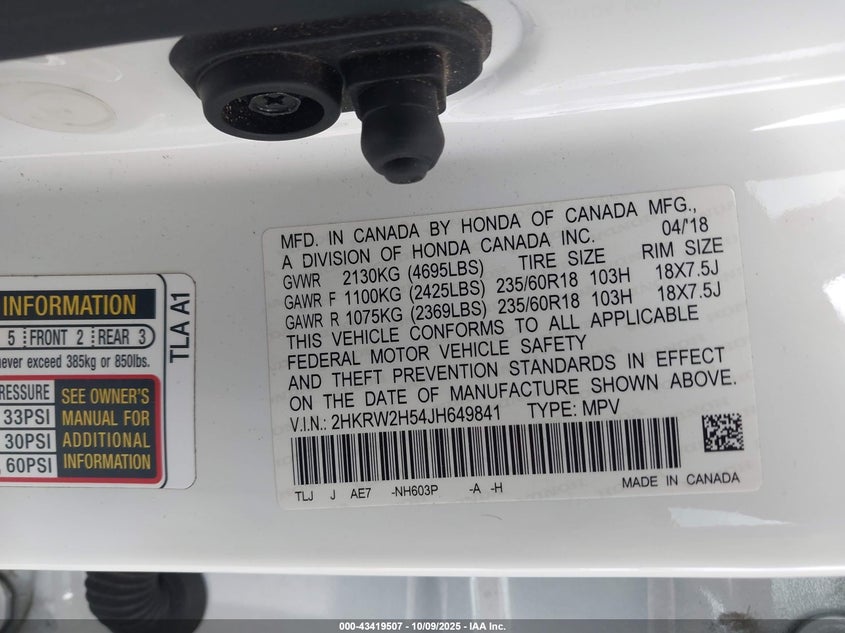 MFD. IN CANADA BY HONDA OF CANADA MFG.,
A DIVISION OF HONDA CANADA INC. 04/'18
GVWR 2130KG (4695LBS) TIRE SIZE RIM SIZE
GAWR F 1100KG (2425LBS) 235/60R18 103H 18X7.5J
GAWR R 1075KG (2369LBS) 235/60R18 103H 18X7.5J
THIS VEHICLE CONFORMS TO ALL APPLICABLE
FEDERAL MOTOR VEHICLE SAFETY
AND THEFT PREVENTION STANDARDS IN EFFECT
ON THE DATE OF MANUFACTURE SHOWN ABOVE.
V.I.N.: 2HKRW2H54JH649841 TYPE: MPV
TLJ J AE7 -NH603P -A -H MADE IN CANADA
INFORMATION
5 FRONT 2 REAR 3
never exceed 385kg or 850lbs.
TLA A1
PRESSURE
33PSI
30PSI
, 60PSI
SEE OWNER'S
MANUAL FOR
ADDITIONAL
INFORMATION
000-43419507 - 10/09/2025 - IAA Inc.